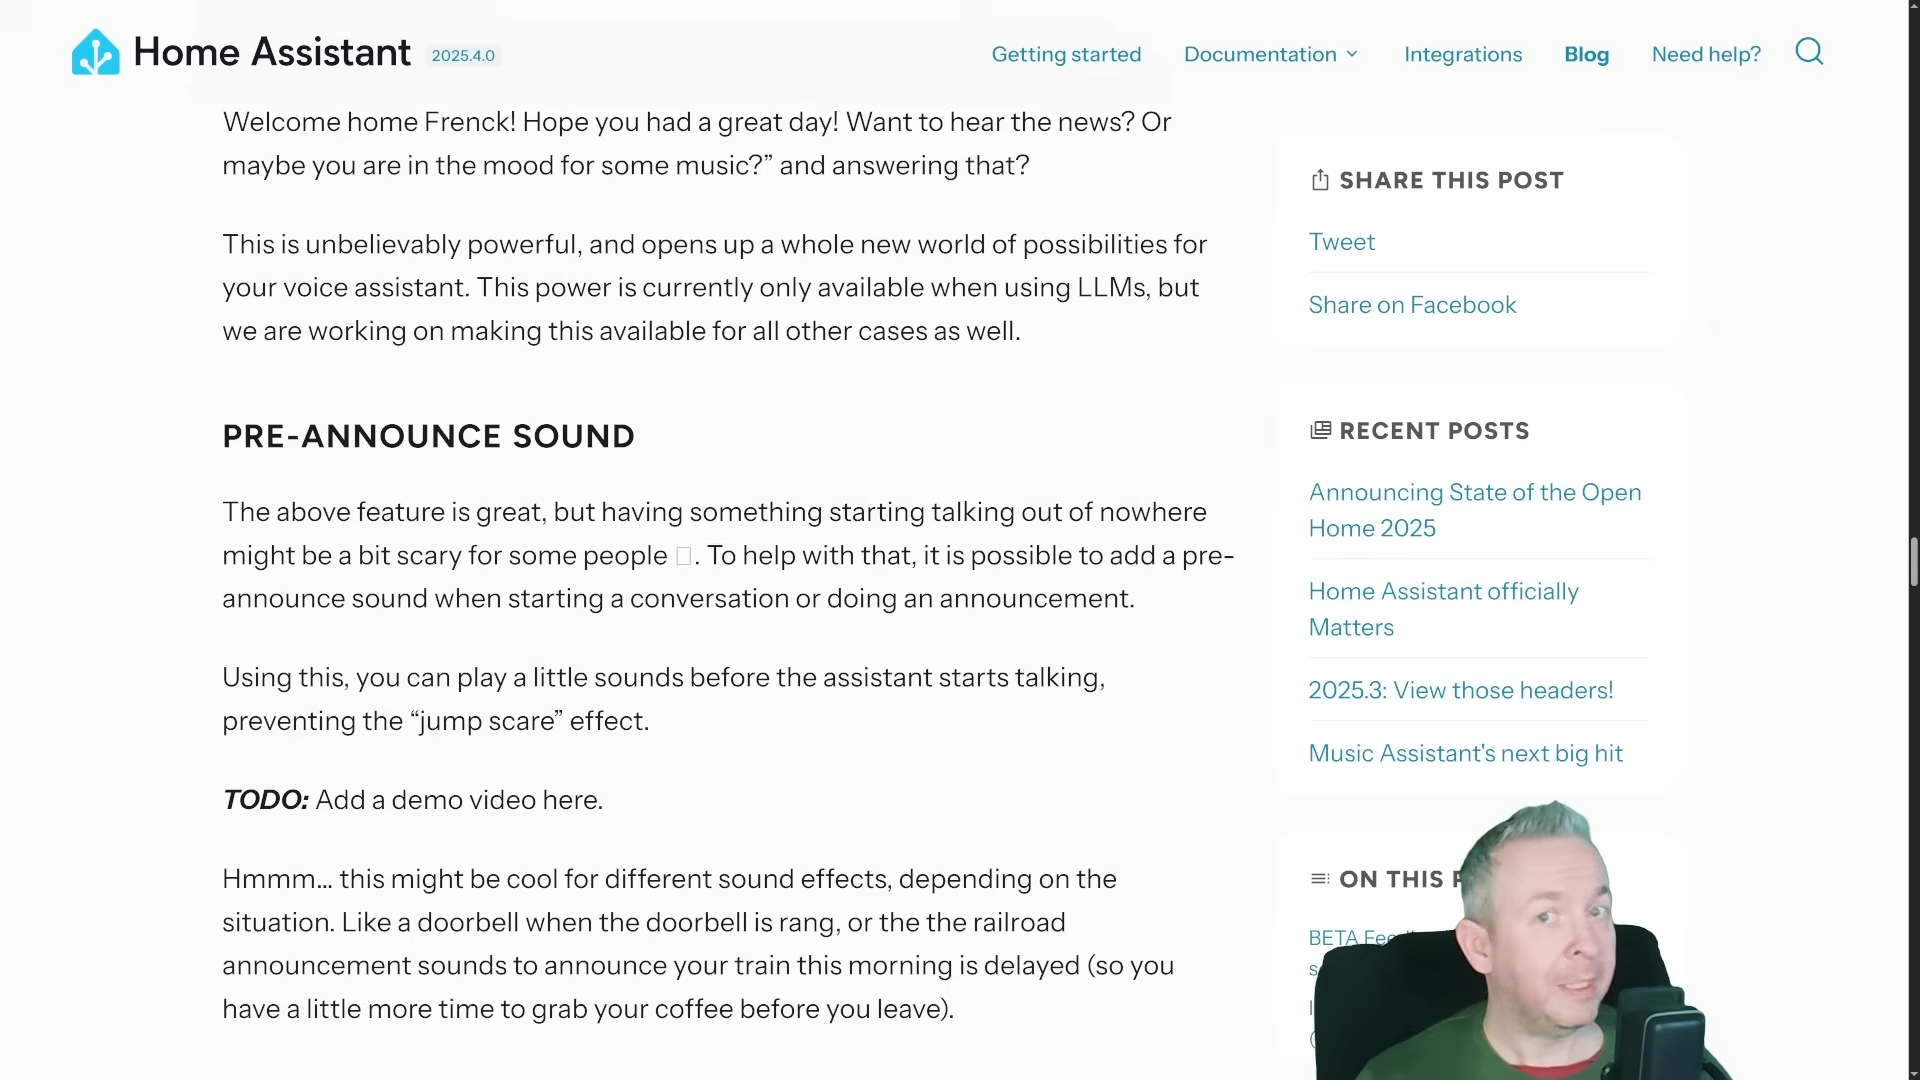 Home Assistant 2025.4.0
Getting started Documentation Integrations Blog Need help?
Welcome home Frenck! Hope you had a great day! Want to hear the news? Or
maybe you are in the mood for some music?” and answering that?
This is unbelievably powerful, and opens up a whole new world of possibilities for
your voice assistant. This power is currently only available when using LLMs, but
we are working on making this available for all other cases as well.
PRE-ANNOUNCE SOUND
The above feature is great, but having something starting talking out of nowhere
might be a bit scary for some people . To help with that, it is possible to add a pre-
announce sound when starting a conversation or doing an announcement.
Using this, you can play a little sounds before the assistant starts talking,
preventing the “jump scare” effect.
TODO: Add a demo video here.
Hmmm... this might be cool for different sound effects, depending on the
situation. Like a doorbell when the doorbell is rang, or the the railroad
announcement sounds to announce your train this morning is delayed (so you
have a little more time to grab your coffee before you leave).
SHARE THIS POST
Tweet
Share on Facebook
RECENT POSTS
Announcing State of the Open
Home 2025
Home Assistant officially
Matters
2025.3: View those headers!
Music Assistant's next big hit
ON THIS
BETA